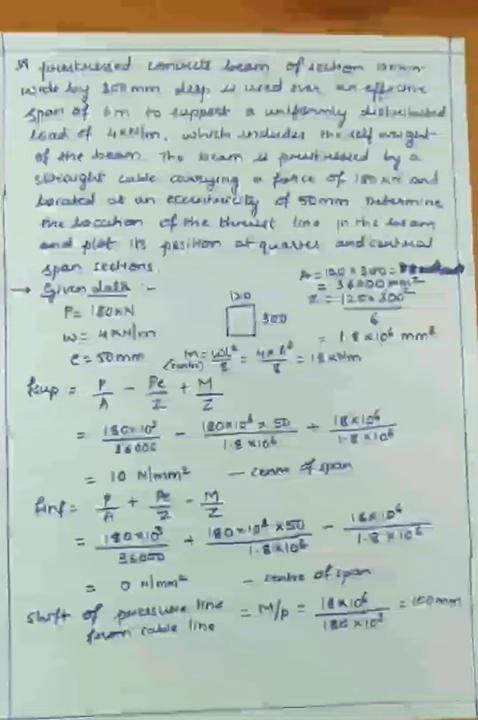 A prestressed concrete beam of section 120mm
wide by 300mm deep is used over an effective
span of 6m to support a uniformly distributed
load of 4kN/m, which includes the self weight
of the beam. The beam is prestressed by a
straight cable carrying a force of 180kN and
located at an eccentricity of 50mm. Determine
the location of the thrust line in the beam
and plot its position at quarter and central
span sections.
→ Given data :-
A = 120 × 300 =
= 36000 mm²
P = 180kN
120
300
Z = 120×300² / 6
w = 4kN/m
= 1.8×10⁶ mm³
e = 50mm
M = wl²/8 = 4×6²/8 = 18kNm
(centre)
fsup = P/A - Pe/Z + M/Z
= 180×10³/36000 - 180×10³×50/1.8×10⁶ + 18×10⁶/1.8×10⁶
= 10 N/mm² — centre of span
finf = P/A + Pe/Z - M/Z
= 180×10³/36000 + 180×10³×50/1.8×10⁶ - 18×10⁶/1.8×10⁶
= 0 N/mm² — centre of span
Shift of pressure line = M/P = 18×10⁶/180×10³ = 100mm
from cable line